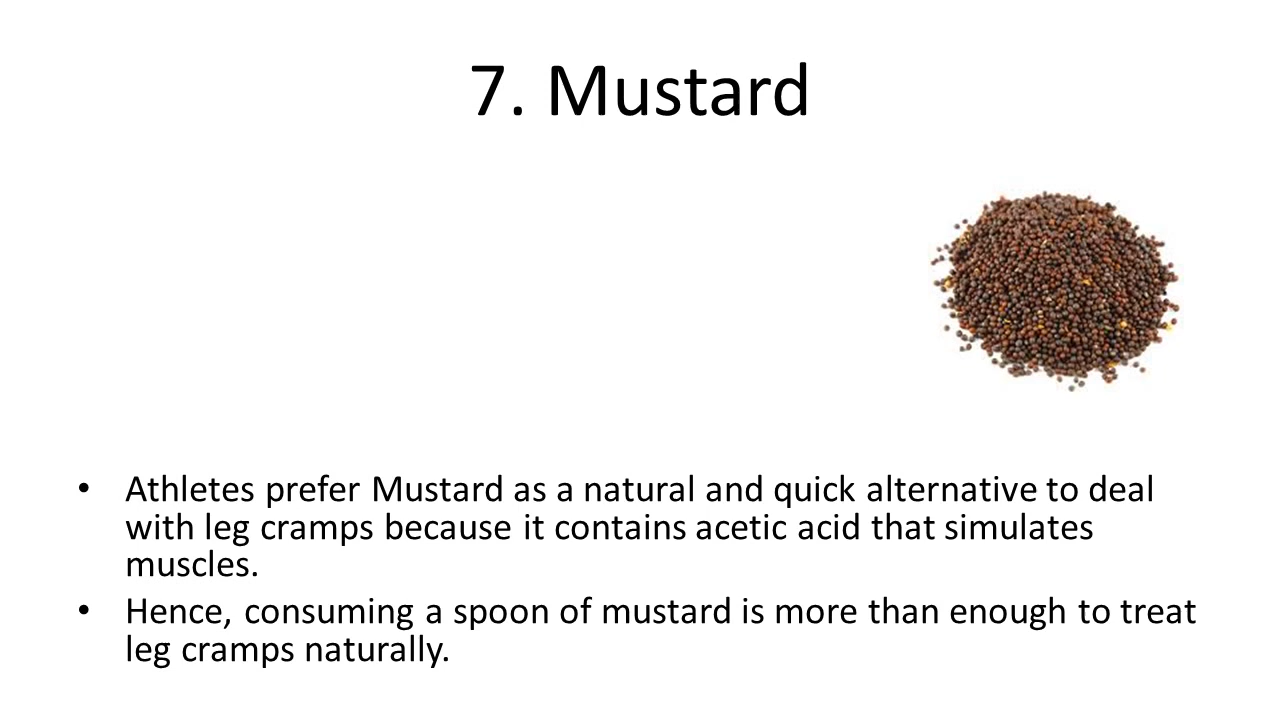 7. Mustard
• Athletes prefer Mustard as a natural and quick alternative to deal
with leg cramps because it contains acetic acid that simulates
muscles.
• Hence, consuming a spoon of mustard is more than enough to treat
leg cramps naturally.